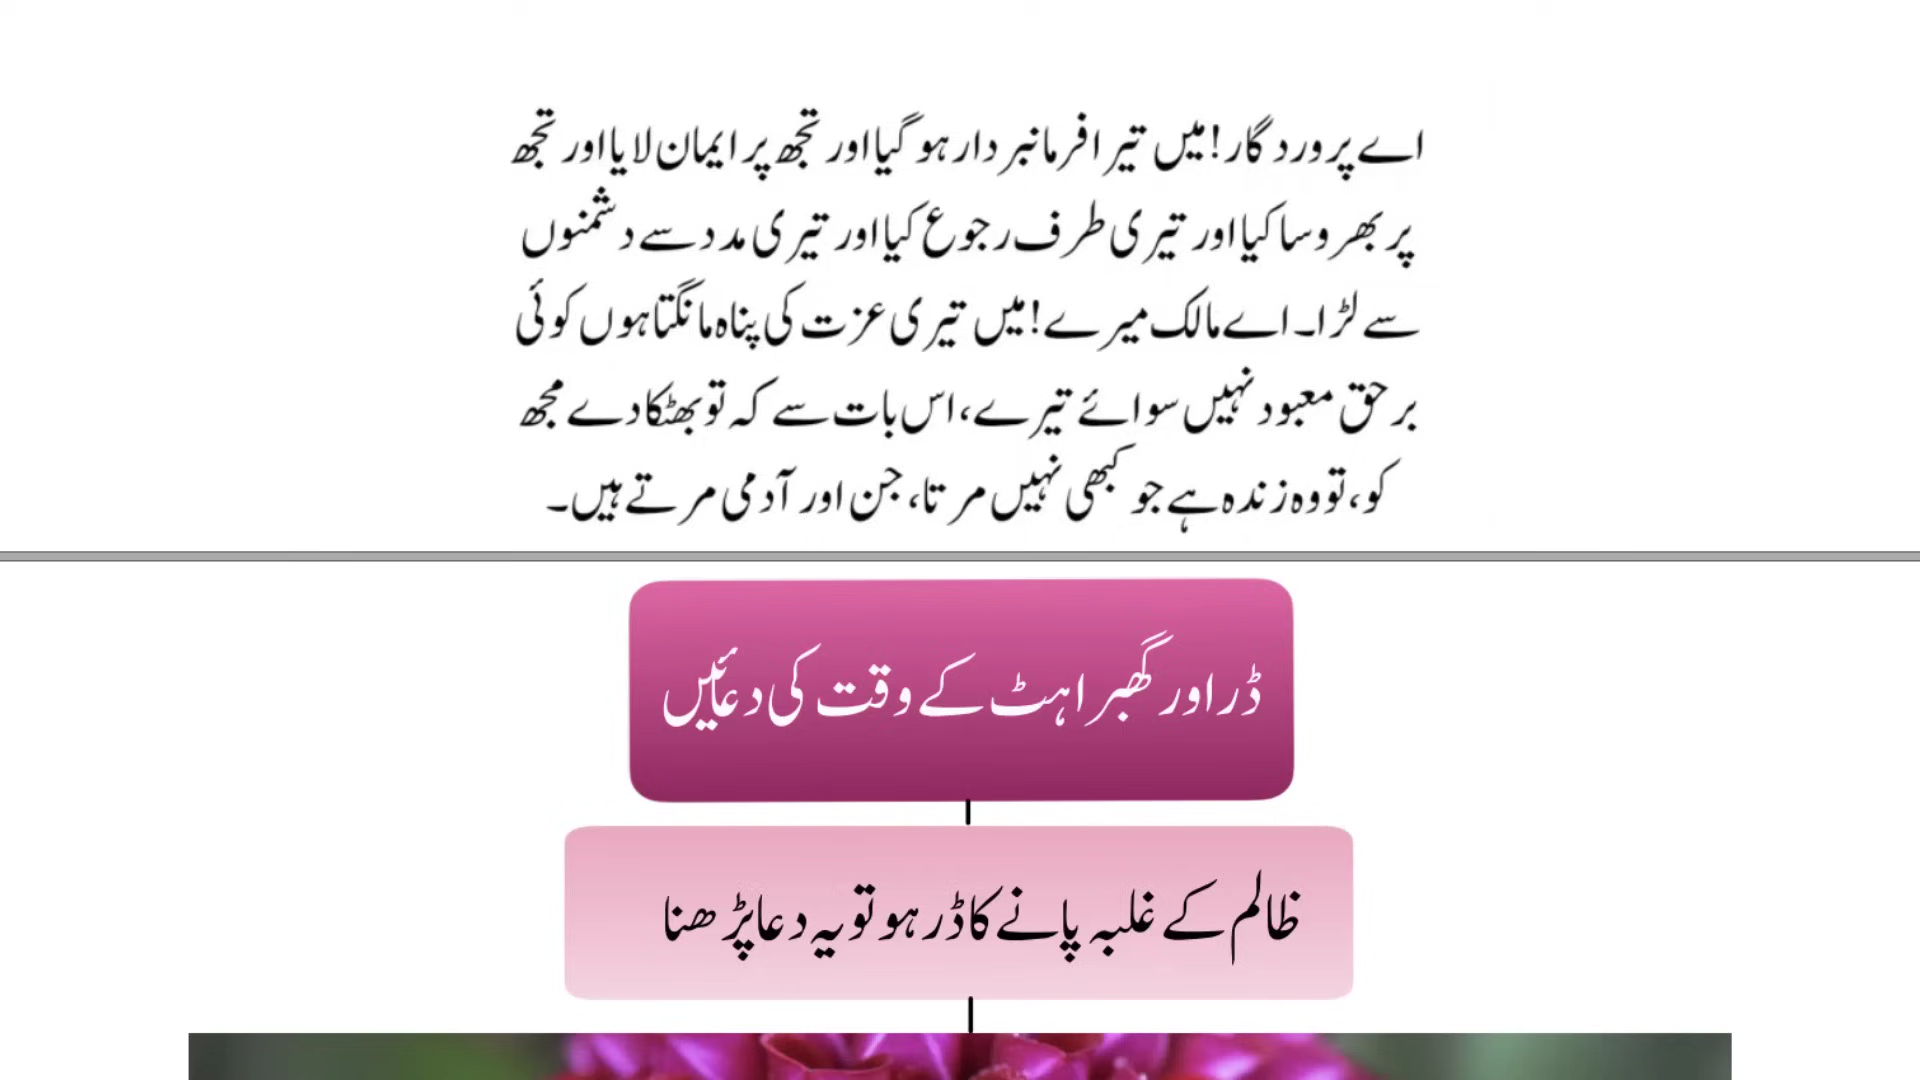 اے پروردگار! میں تیرا فرمانبردار ہو گیا اور تجھ پر ایمان لایا اور تجھ
پر بھروسا کیا اور تیری طرف رجوع کیا اور تیری مدد سے دشمنوں
سے لڑا۔ اے مالک میرے! میں تیری عزت کی پناہ مانگتا ہوں کوئی
برحق معبود نہیں سوائے تیرے، اس بات سے کہ تو بھٹکا دے مجھ
کو، تو وہ زندہ ہے جو کبھی نہیں مرتا، جن اور آدمی مرتے ہیں۔
ڈر اور گھبراہٹ کے وقت کی دعائیں
ظالم کے غلبہ پانے کا ڈر ہو تو یہ دعا پڑھنا